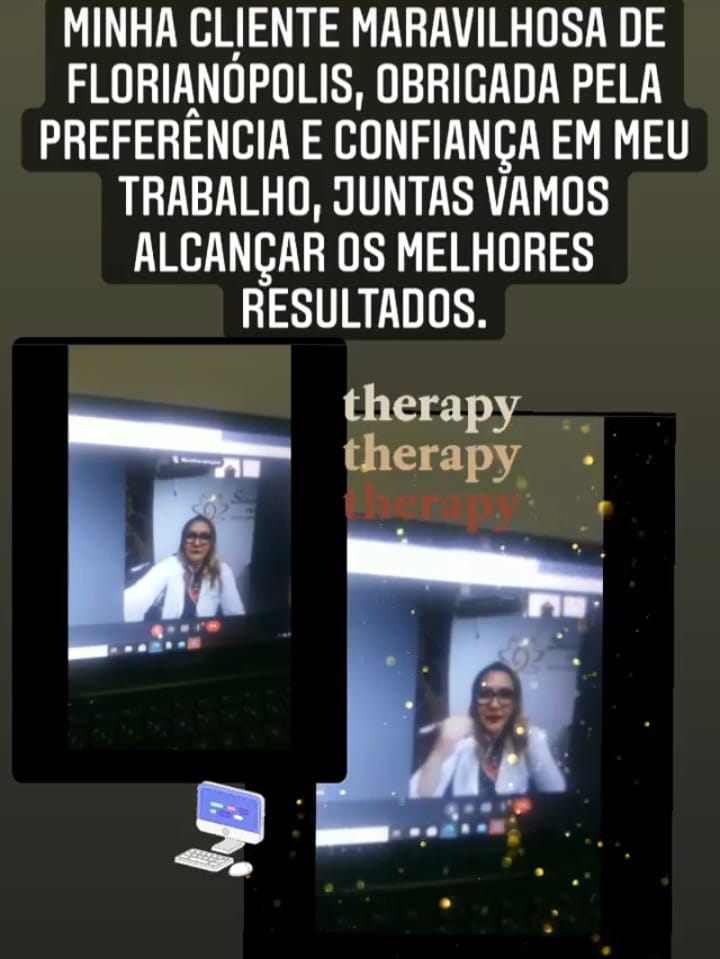 MINHA CLIENTE MARAVILHOSA DE
FLORIANÓPOLIS, OBRIGADA PELA
PREFERÊNCIA E CONFIANÇA EM MEU
TRABALHO, JUNTAS VAMOS
ALCANÇAR OS MELHORES
RESULTADOS.
therapy
therapy
therapy